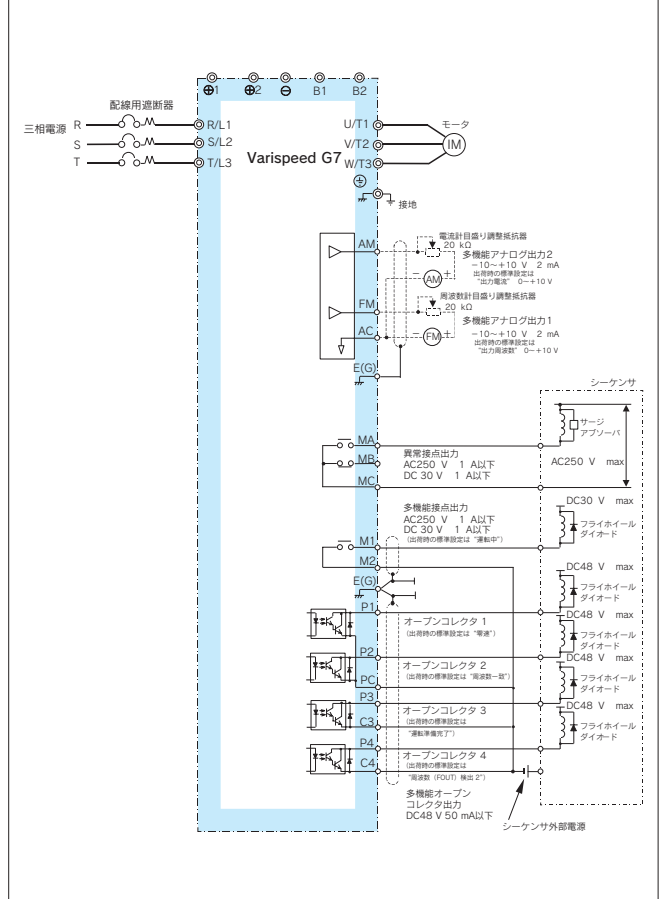 ⊕1 ⊕2 ⊖ B1 B2
配線用遮断器
三相電源
R
S
T
R/L1
S/L2
T/L3
Varispeed G7
U/T1
V/T2
W/T3
モータ
IM
接地
AM
電流計目盛り調整抵抗器
20 kΩ
多機能アナログ出力2
−10〜+10 V 2 mA
出荷時の標準設定は
“出力電流” 0〜+10 V
− AM +
FM
周波数計目盛り調整抵抗器
20 kΩ
多機能アナログ出力1
−10〜+10 V 2 mA
出荷時の標準設定は
“出力周波数” 0〜+10 V
− FM +
AC
E(G)
シーケンサ
サージ
アブソーバ
AC250 V max
MA
MB
MC
異常接点出力
AC250 V 1 A以下
DC 30 V 1 A以下
多機能接点出力
AC250 V 1 A以下
DC 30 V 1 A以下
(出荷時の標準設定は “運転中”)
DC30 V max
フライホイール
ダイオード
M1
M2
E(G)
DC48 V max
フライホイール
ダイオード
P1
オープンコレクタ 1
(出荷時の標準設定は “零速”)
DC48 V max
フライホイール
ダイオード
P2
オープンコレクタ 2
(出荷時の標準設定は “周波数一致”)
PC
DC48 V max
フライホイール
ダイオード
P3
オープンコレクタ 3
(出荷時の標準設定は
“運転準備完了”)
C3
DC48 V max
フライホイール
ダイオード
P4
オープンコレクタ 4
(出荷時の標準設定は
“周波数 (FOUT) 検出 2”)
C4
多機能オープン
コレクタ出力
DC48 V 50 mA以下
シーケンサ外部電源